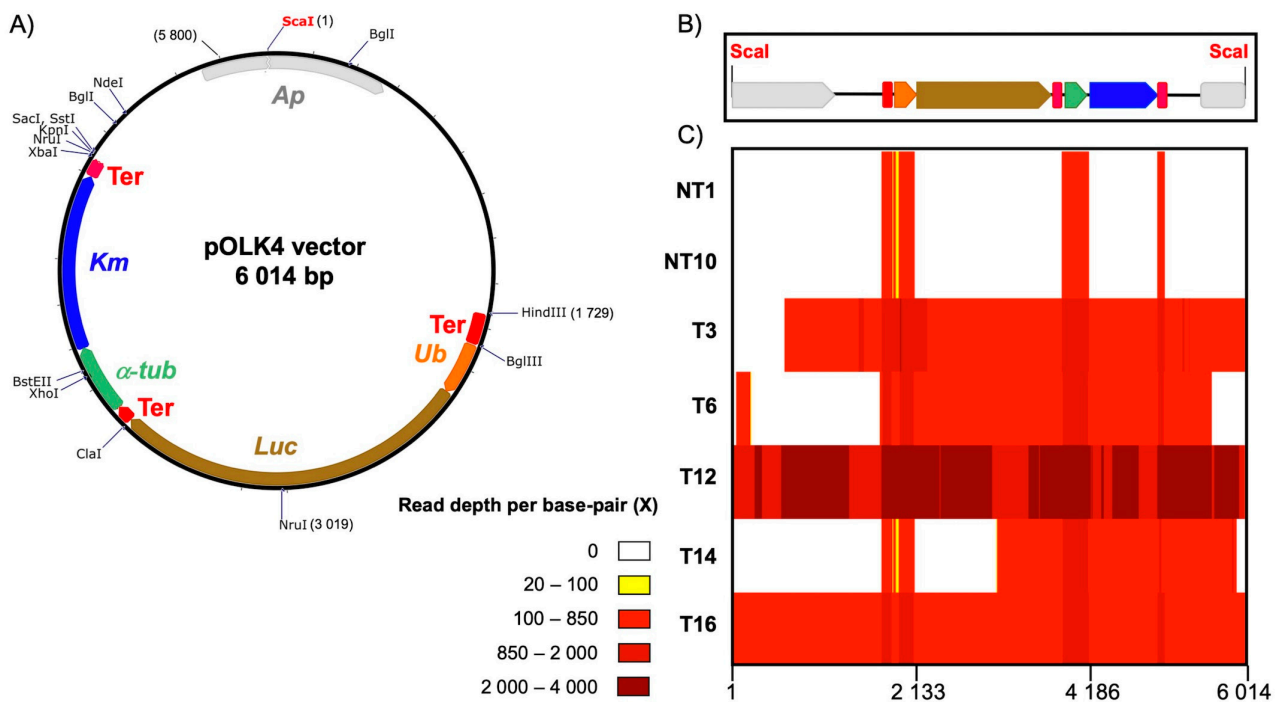 A)
ScaI (1)
(5 800)
BglI
Ap
NdeI
BglI
SacI, SstI
KpnI
NruI
XbaI
Ter
Km
pOLK4 vector
6 014 bp
HindIII (1 729)
Ter
Ub
BglIII
α-tub
BstEII
XhoI
Ter
ClaI
Luc
NruI (3 019)
Read depth per base-pair (X)
0
20 – 100
100 – 850
850 – 2 000
2 000 – 4 000
B)
ScaI
ScaI
C)
NT1
NT10
T3
T6
T12
T14
T16
1
2 133
4 186
6 014